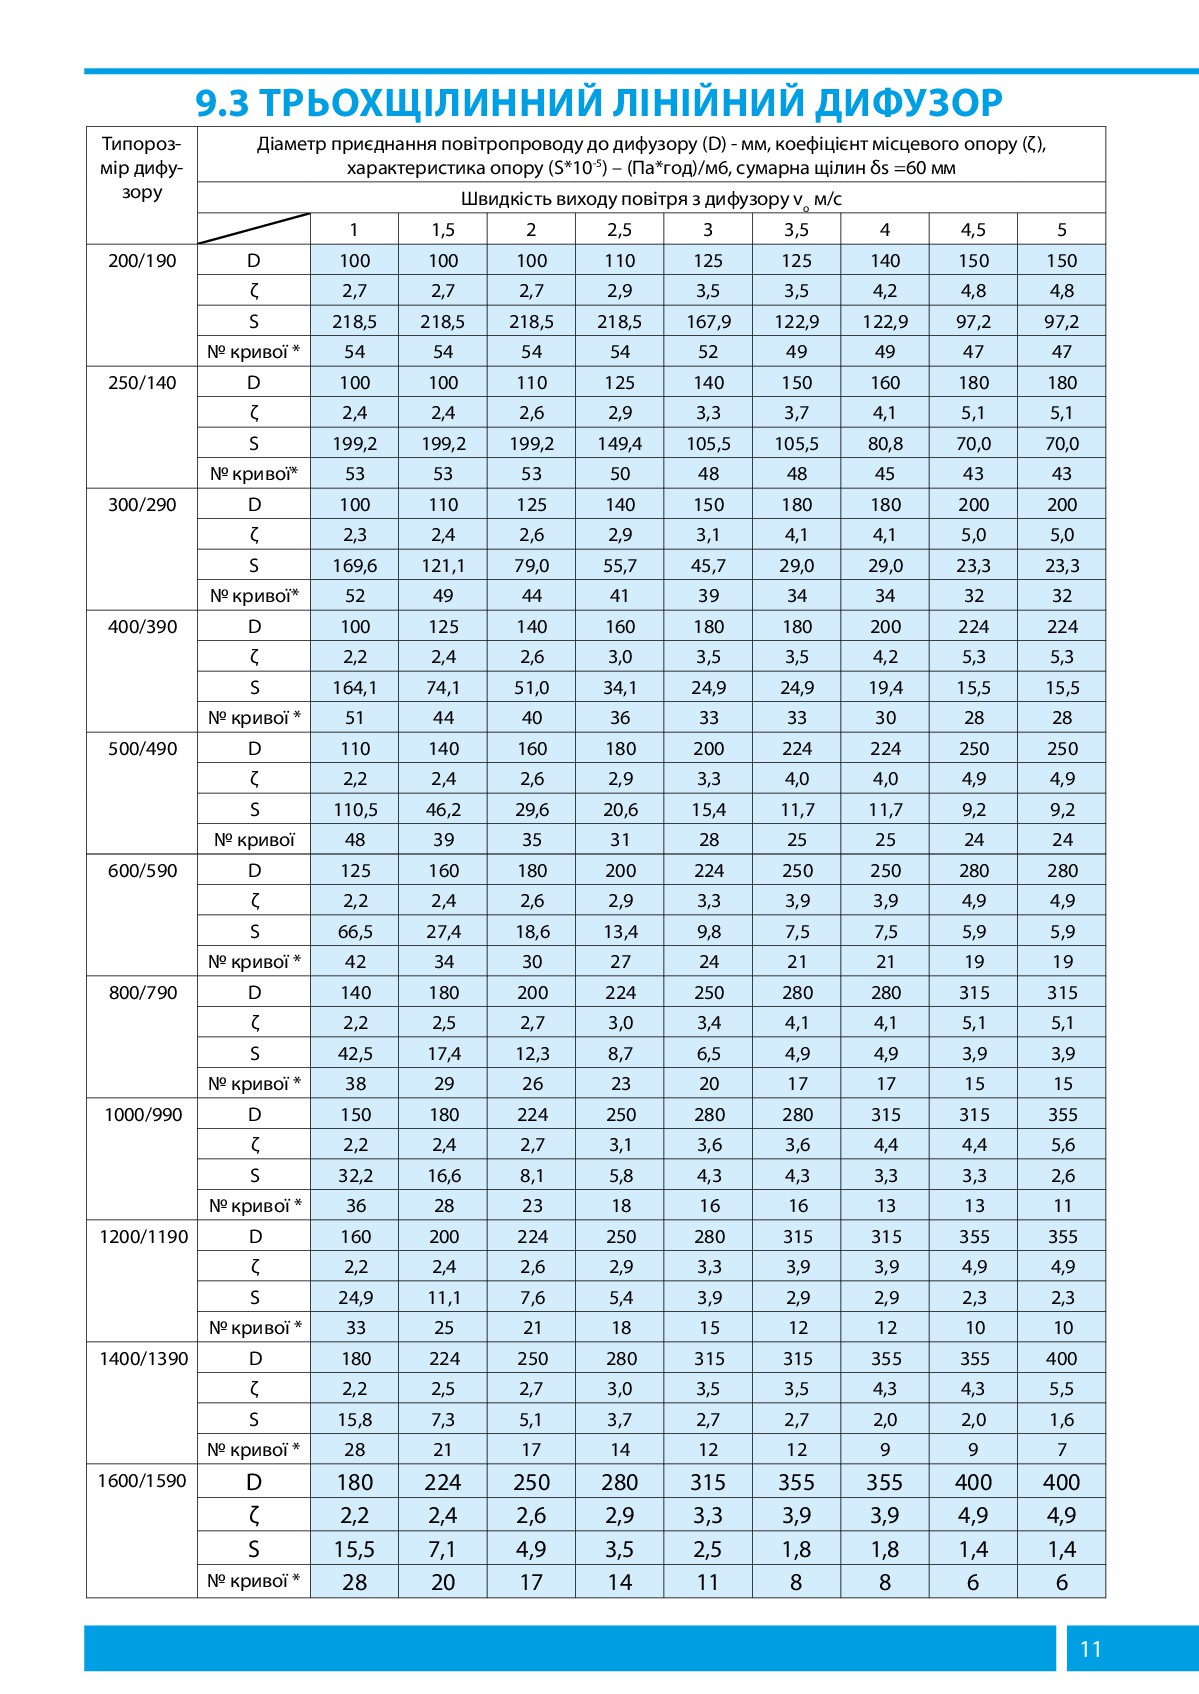 9.3 ТРЬОХЩІЛИННИЙ ЛІНІЙНИЙ ДИФУЗОР
Типороз-
мір дифу-
зору
Діаметр приєднання повітропроводу до дифузору (D) - мм, коефіцієнт місцевого опору (ζ),
характеристика опору (S*10-5) – (Па*год)/м6, сумарна щілин δs =60 мм
Швидкість виходу повітря з дифузору vо м/с
1 1,5 2 2,5 3 3,5 4 4,5 5
200/190 D 100 100 100 110 125 125 140 150 150
ζ 2,7 2,7 2,7 2,9 3,5 3,5 4,2 4,8 4,8
S 218,5 218,5 218,5 218,5 167,9 122,9 122,9 97,2 97,2
№ кривої * 54 54 54 54 52 49 49 47 47
250/140 D 100 100 110 125 140 150 160 180 180
ζ 2,4 2,4 2,6 2,9 3,3 3,7 4,1 5,1 5,1
S 199,2 199,2 199,2 149,4 105,5 105,5 80,8 70,0 70,0
№ кривої* 53 53 53 50 48 48 45 43 43
300/290 D 100 110 125 140 150 180 180 200 200
ζ 2,3 2,4 2,6 2,9 3,1 4,1 4,1 5,0 5,0
S 169,6 121,1 79,0 55,7 45,7 29,0 29,0 23,3 23,3
№ кривої* 52 49 44 41 39 34 34 32 32
400/390 D 100 125 140 160 180 180 200 224 224
ζ 2,2 2,4 2,6 3,0 3,5 3,5 4,2 5,3 5,3
S 164,1 74,1 51,0 34,1 24,9 24,9 19,4 15,5 15,5
№ кривої * 51 44 40 36 33 33 30 28 28
500/490 D 110 140 160 180 200 224 224 250 250
ζ 2,2 2,4 2,6 2,9 3,3 4,0 4,0 4,9 4,9
S 110,5 46,2 29,6 20,6 15,4 11,7 11,7 9,2 9,2
№ кривої 48 39 35 31 28 25 25 24 24
600/590 D 125 160 180 200 224 250 250 280 280
ζ 2,2 2,4 2,6 2,9 3,3 3,9 3,9 4,9 4,9
S 66,5 27,4 18,6 13,4 9,8 7,5 7,5 5,9 5,9
№ кривої * 42 34 30 27 24 21 21 19 19
800/790 D 140 180 200 224 250 280 280 315 315
ζ 2,2 2,5 2,7 3,0 3,4 4,1 4,1 5,1 5,1
S 42,5 17,4 12,3 8,7 6,5 4,9 4,9 3,9 3,9
№ кривої * 38 29 26 23 20 17 17 15 15
1000/990 D 150 180 224 250 280 280 315 315 355
ζ 2,2 2,4 2,7 3,1 3,6 3,6 4,4 4,4 5,6
S 32,2 16,6 8,1 5,8 4,3 4,3 3,3 3,3 2,6
№ кривої * 36 28 23 18 16 16 13 13 11
1200/1190 D 160 200 224 250 280 315 315 355 355
ζ 2,2 2,4 2,6 2,9 3,3 3,9 3,9 4,9 4,9
S 24,9 11,1 7,6 5,4 3,9 2,9 2,9 2,3 2,3
№ кривої * 33 25 21 18 15 12 12 10 10
1400/1390 D 180 224 250 280 315 315 355 355 400
ζ 2,2 2,5 2,7 3,0 3,5 3,5 4,3 4,3 5,5
S 15,8 7,3 5,1 3,7 2,7 2,7 2,0 2,0 1,6
№ кривої * 28 21 17 14 12 12 9 9 7
1600/1590 D 180 224 250 280 315 355 355 400 400
ζ 2,2 2,4 2,6 2,9 3,3 3,9 3,9 4,9 4,9
S 15,5 7,1 4,9 3,5 2,5 1,8 1,8 1,4 1,4
№ кривої * 28 20 17 14 11 8 8 6 6
11